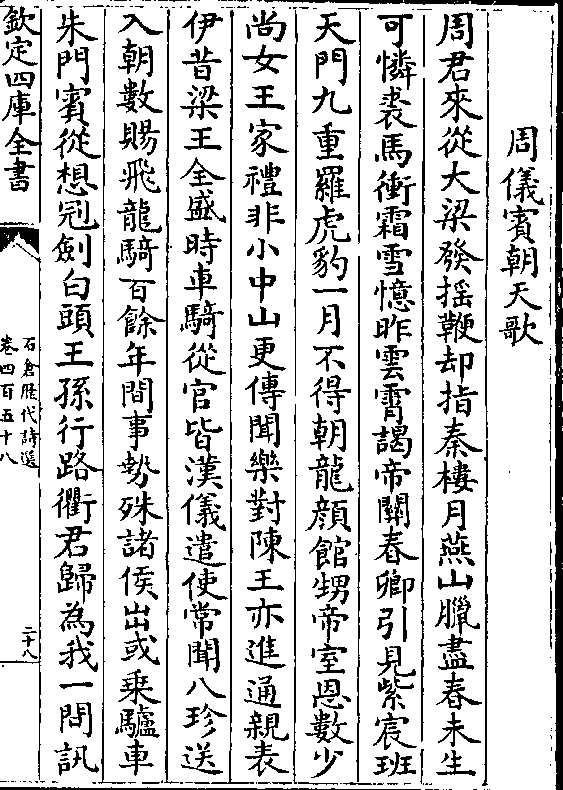 周儀賓朝天歌
周君來從大梁發揺鞭却指秦樓月燕山臘盡春未生
可憐裘馬衝霜雪憶昨雲霄謁帝關春卿引見紫宸班
天門九重羅虎豹一月不得朝龍顔館甥帝室恩數少
尚女王家禮非小中山更傳聞樂對陳王亦進通親表
伊昔梁王全盛時車騎從官皆漢儀遣使常聞八珍送
入朝數賜飛龍騎百餘年間事勢殊諸侯出或乗驢車
朱門賓從想冠劍白頭王孫行路衢君歸為我一問訊
欽定四庫全書
石倉歴代詩選
卷四百五十八
二十八